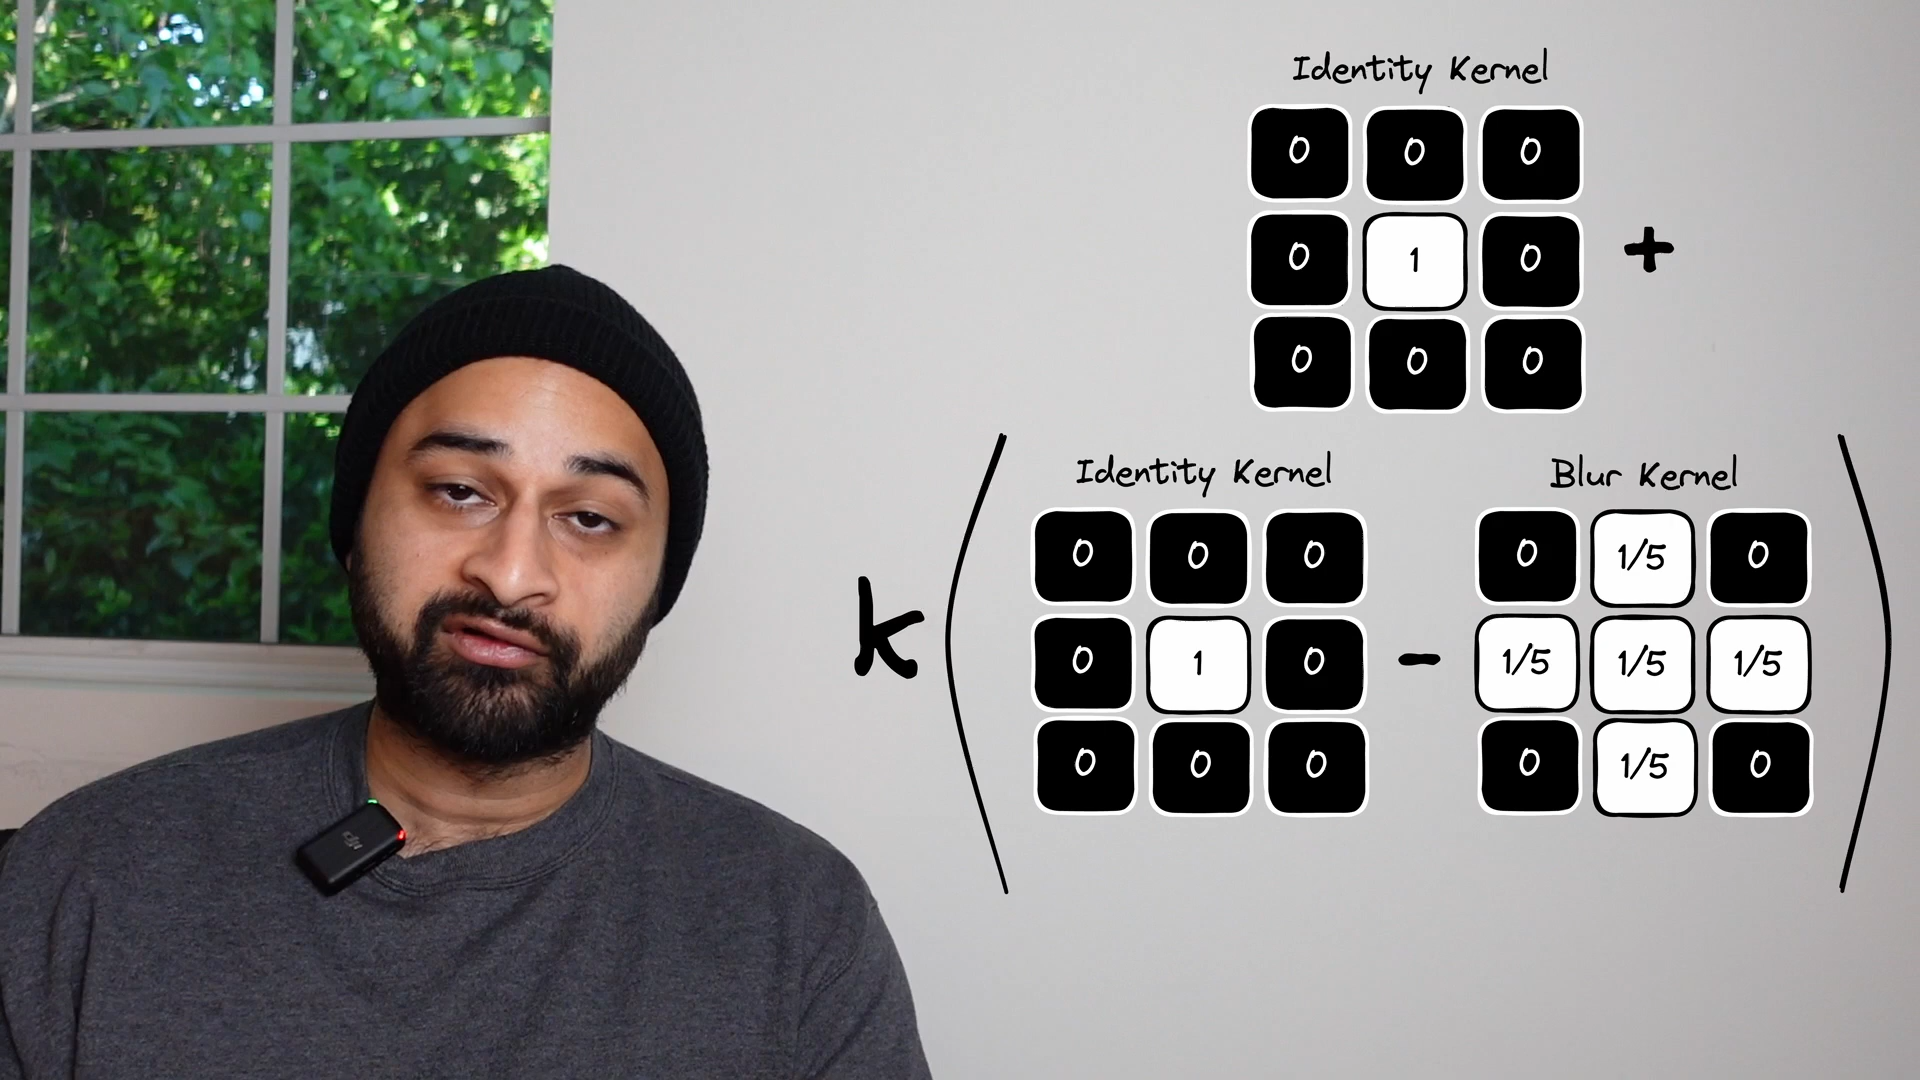 Identity Kernel
0 0 0
0 1 0 +
0 0 0
Identity Kernel Blur Kernel
0 0 0 0 1/5 0
k 0 1 0 - 1/5 1/5 1/5
0 0 0 0 1/5 0
dji